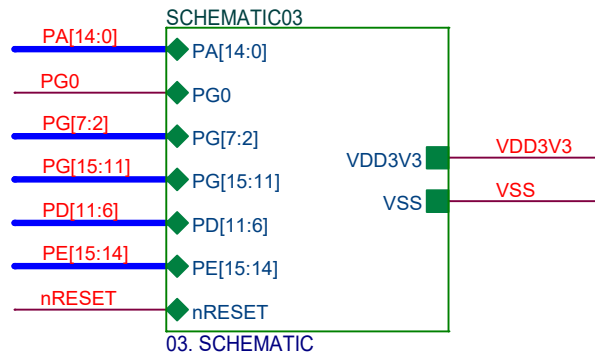 SCHEMATIC03
PA[14:0] PA[14:0]
PG0 PG0
PG[7:2] PG[7:2]
VDD3V3 VDD3V3
PG[15:11] PG[15:11]
VSS VSS
PD[11:6] PD[11:6]
PE[15:14] PE[15:14]
nRESET nRESET
03. SCHEMATIC